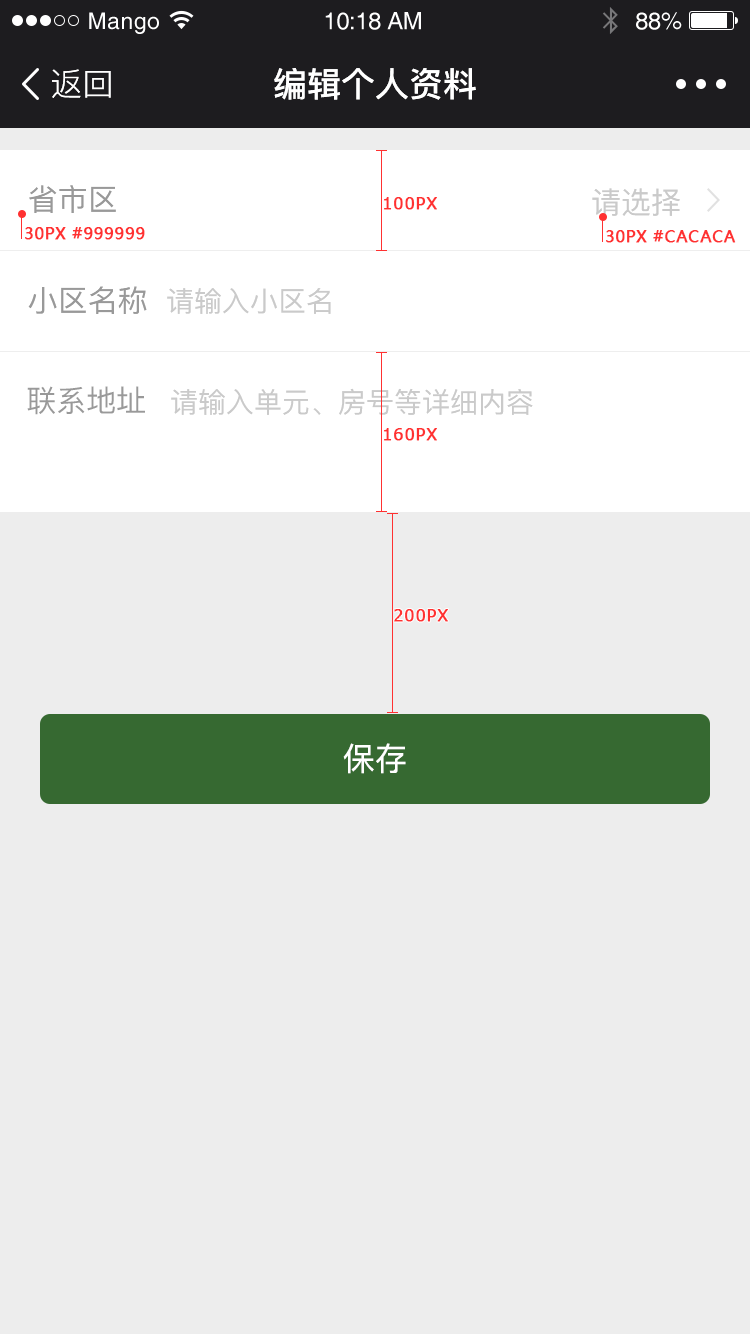 Mango 10:18 AM 88%
返回 编辑个人资料
省市区 100PX 请选择
30PX #999999 30PX #CACACA
小区名称 请输入小区名
联系地址 请输入单元、房号等详细内容
160PX
200PX
保存